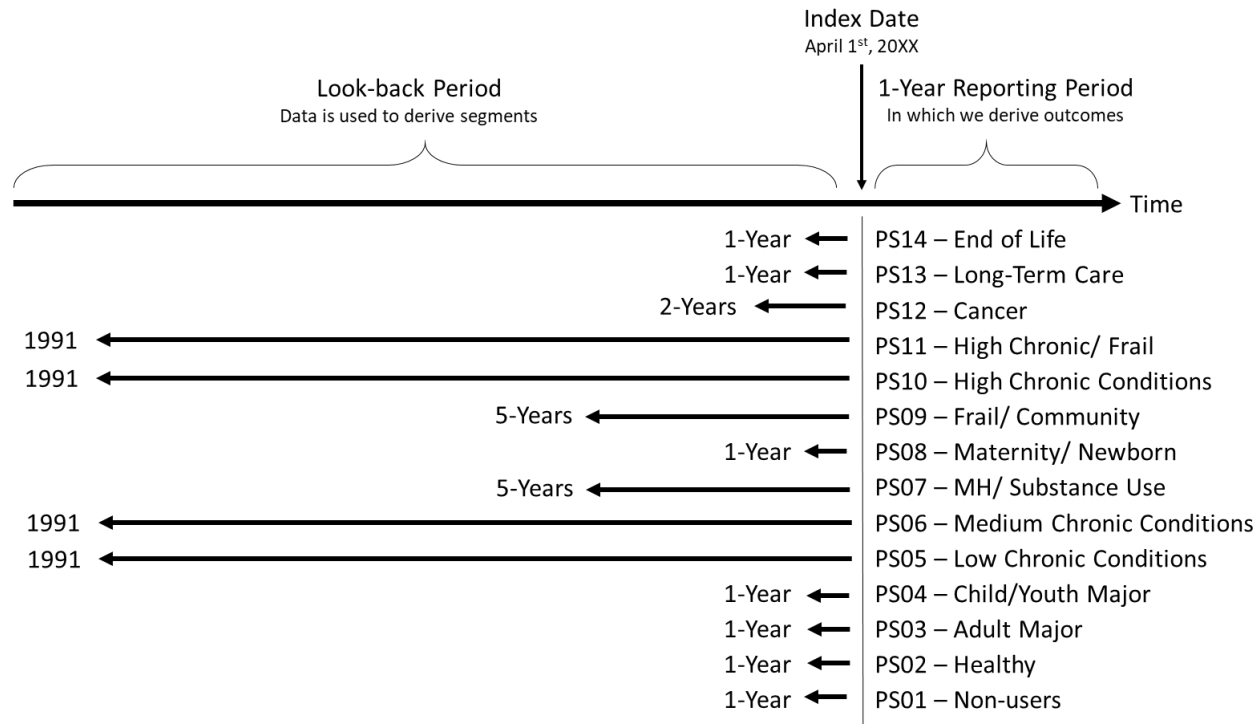 Index Date
April 1st, 20XX
Look-back Period
Data is used to derive segments
1-Year Reporting Period
In which we derive outcomes
Time
1-Year PS14 – End of Life
1-Year PS13 – Long-Term Care
2-Years PS12 – Cancer
1991 PS11 – High Chronic/ Frail
1991 PS10 – High Chronic Conditions
5-Years PS09 – Frail/ Community
1-Year PS08 – Maternity/ Newborn
5-Years PS07 – MH/ Substance Use
1991 PS06 – Medium Chronic Conditions
1991 PS05 – Low Chronic Conditions
1-Year PS04 – Child/Youth Major
1-Year PS03 – Adult Major
1-Year PS02 – Healthy
1-Year PS01 – Non-users